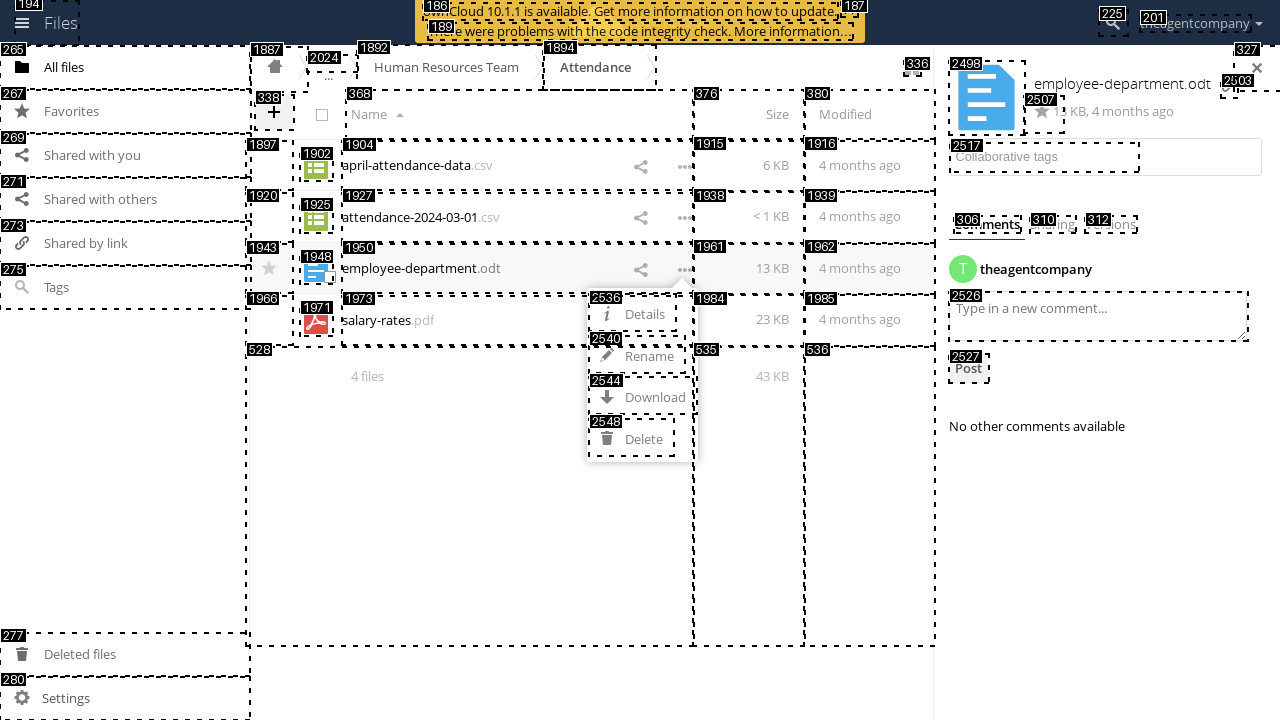 194
Files
186
ownCloud 10.1.1 is available. Get more information on how to update.
187
189
There were problems with the code integrity check. More information…
225
201
theagentcompany
265
All files
267
Favorites
269
Shared with you
271
Shared with others
273
Shared by link
275
Tags
277
Deleted files
280
Settings
1887
2024
...
1892
Human Resources Team
1894
Attendance
336
338
368
Name
376
Size
380
Modified
1897
1902
1904
april-attendance-data.csv
1915
6 KB
1916
4 months ago
1920
1925
1927
attendance-2024-03-01.csv
1938
< 1 KB
1939
4 months ago
1943
1948
1950
employee-department.odt
1961
13 KB
1962
4 months ago
1966
1971
1973
salary-rates.pdf
1984
23 KB
1985
4 months ago
528
4 files
535
43 KB
536
2536
Details
2540
Rename
2544
Download
2548
Delete
327
2498
employee-department.odt
2503
2507
13 KB, 4 months ago
2517
Collaborative tags
306
Comments
310
Sharing
312
Versions
T
theagentcompany
2526
Type in a new comment...
2527
Post
No other comments available